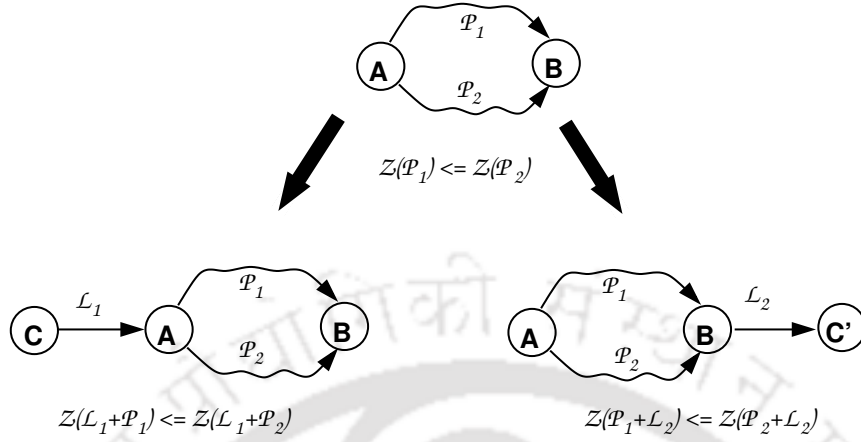 P1
A
B
P2
Z(P1) <= Z(P2)
P1
P1
L1
L2
C
A
B
A
B
C'
P2
P2
Z(L1+P1) <= Z(L1+P2)
Z(P1+L2) <= Z(P2+L2)